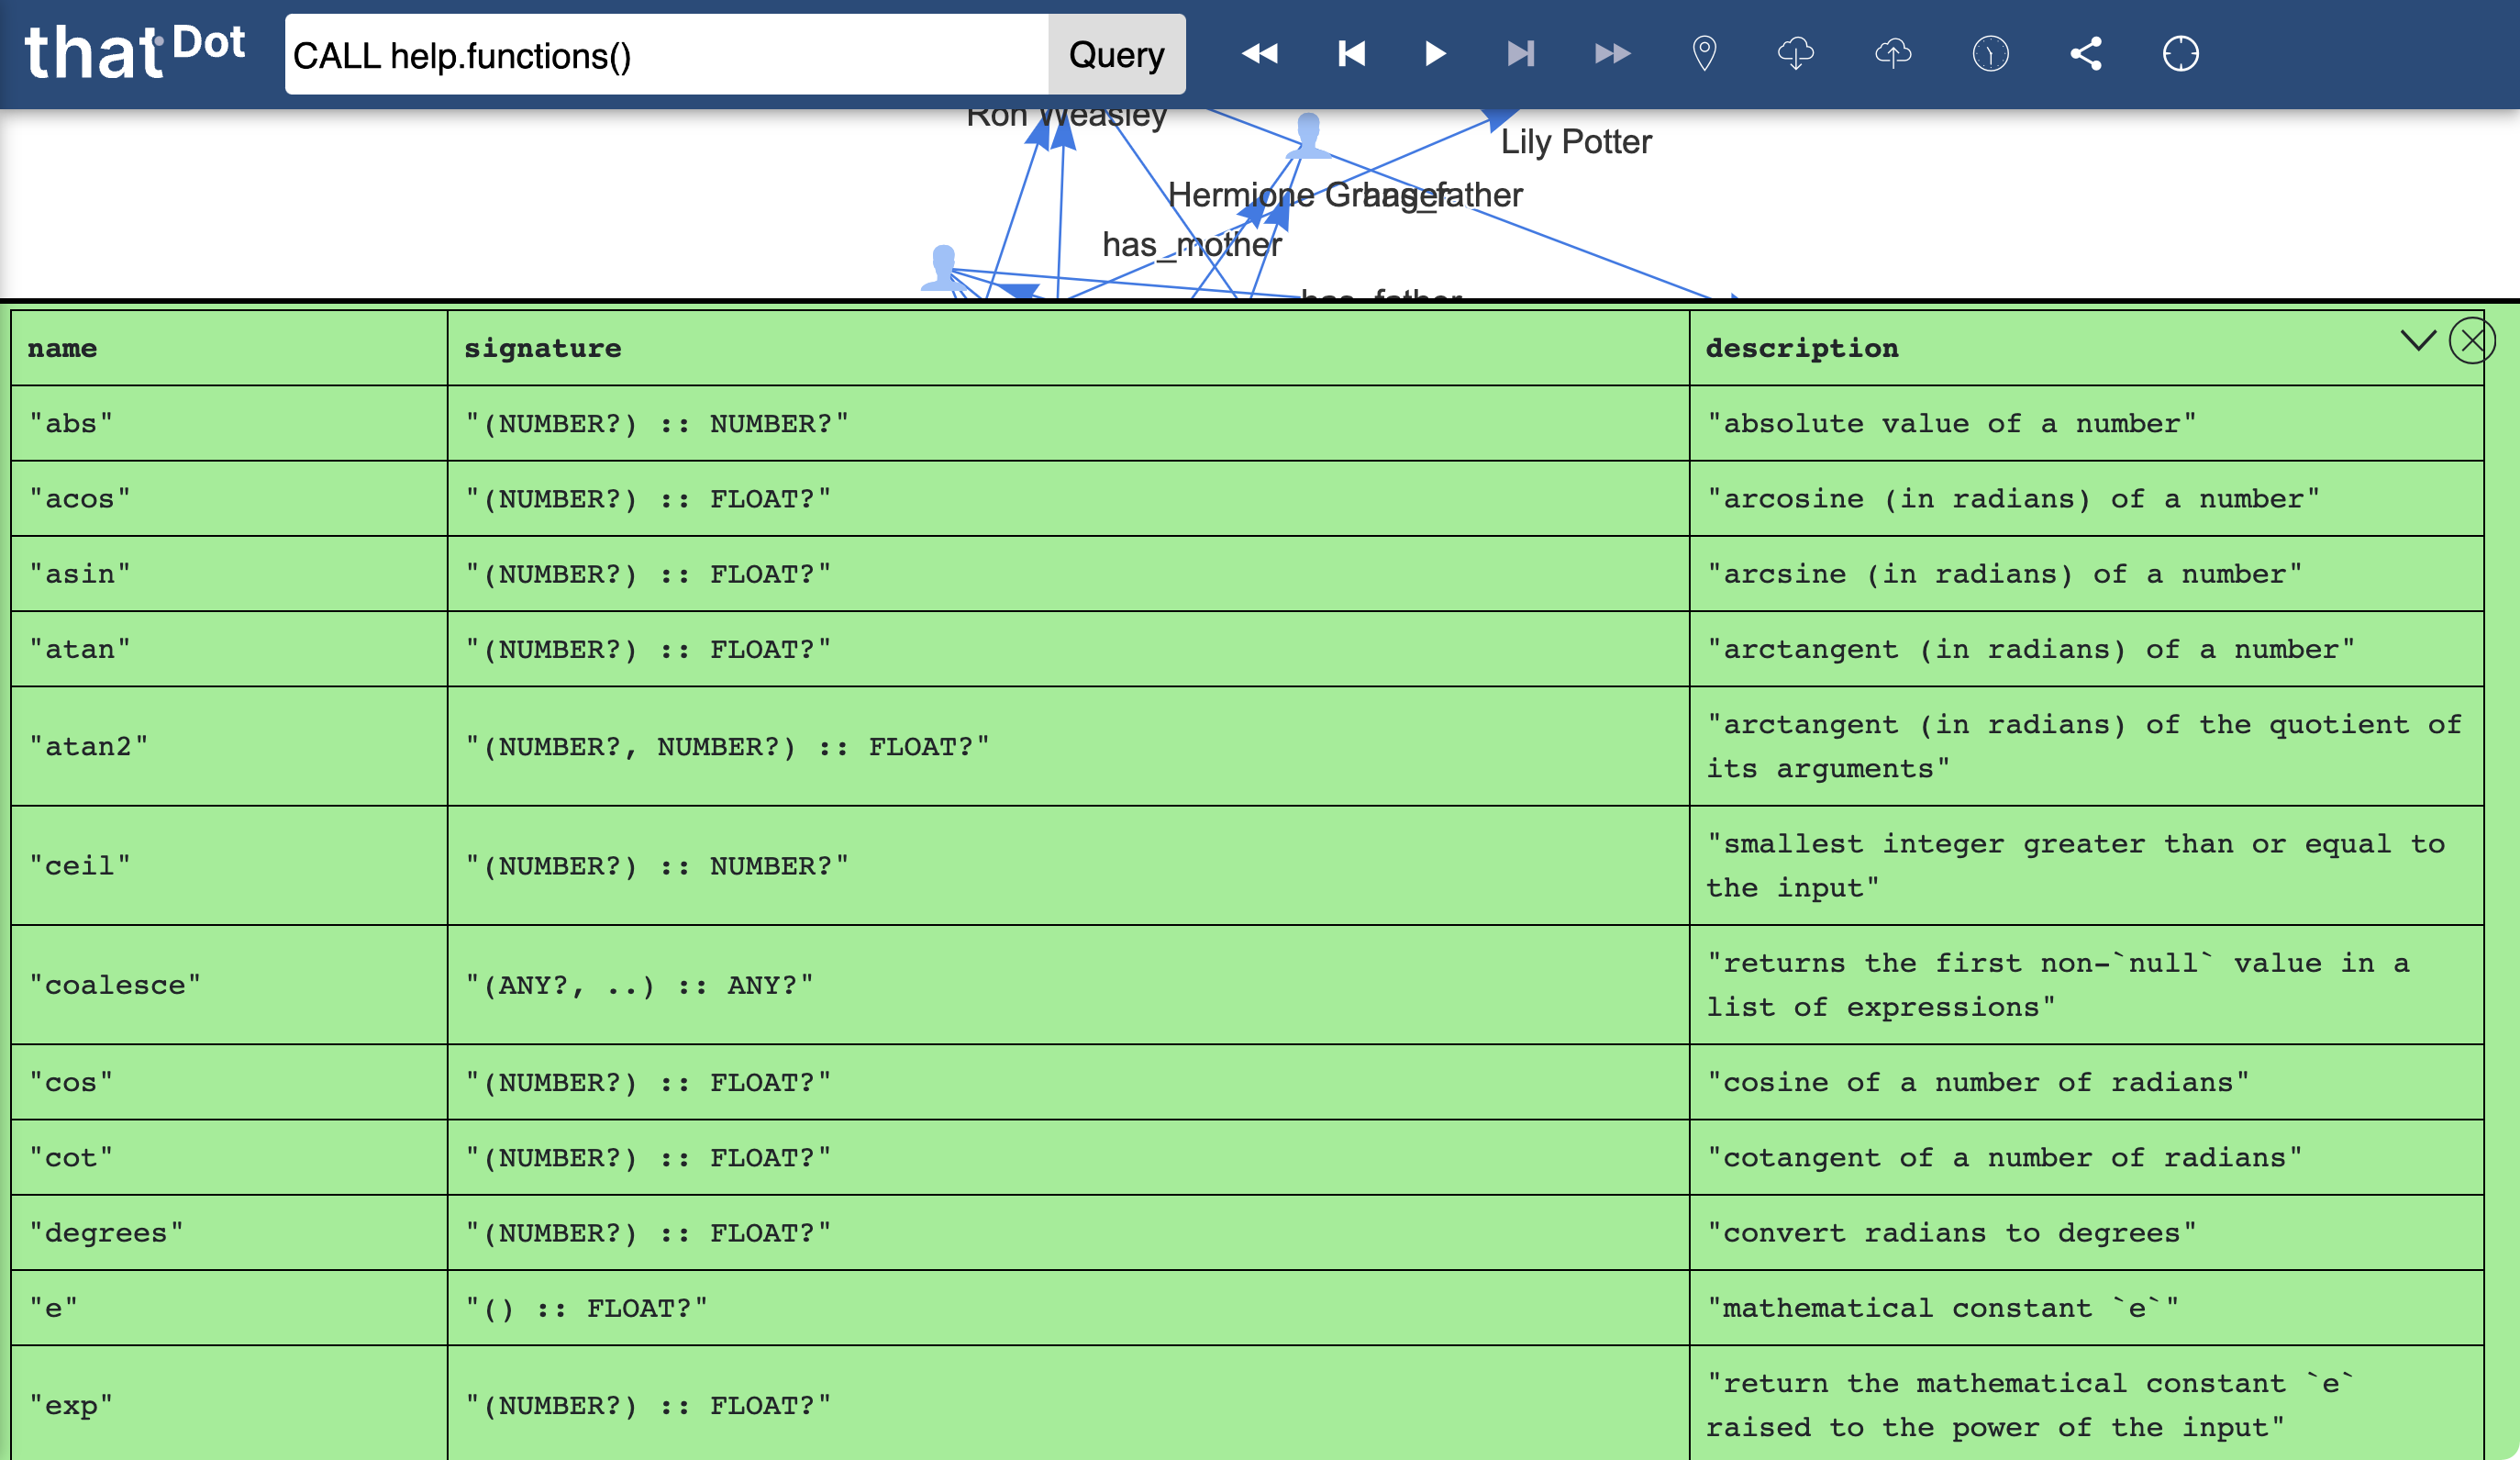 thatDot
CALL help.functions()
Query
Ron Weasley
Lily Potter
Hermione Granger
has_father
has_mother
has_father
name signature description
"abs" "(NUMBER?) :: NUMBER?" "absolute value of a number"
"acos" "(NUMBER?) :: FLOAT?" "arcosine (in radians) of a number"
"asin" "(NUMBER?) :: FLOAT?" "arcsine (in radians) of a number"
"atan" "(NUMBER?) :: FLOAT?" "arctangent (in radians) of a number"
"atan2" "(NUMBER?, NUMBER?) :: FLOAT?" "arctangent (in radians) of the quotient of
its arguments"
"ceil" "(NUMBER?) :: NUMBER?" "smallest integer greater than or equal to
the input"
"coalesce" "(ANY?, ..) :: ANY?" "returns the first non-`null` value in a
list of expressions"
"cos" "(NUMBER?) :: FLOAT?" "cosine of a number of radians"
"cot" "(NUMBER?) :: FLOAT?" "cotangent of a number of radians"
"degrees" "(NUMBER?) :: FLOAT?" "convert radians to degrees"
"e" "() :: FLOAT?" "mathematical constant `e`"
"exp" "(NUMBER?) :: FLOAT?" "return the mathematical constant `e`
raised to the power of the input"